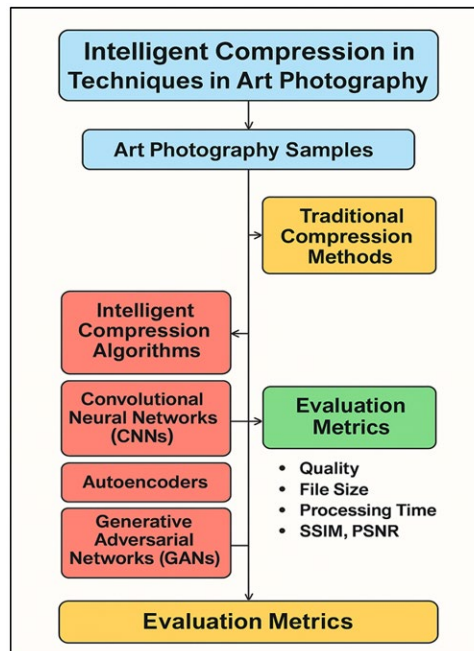 Intelligent Compression in
Techniques in Art Photography
Art Photography Samples
Traditional
Compression
Methods
Intelligent
Compression
Algorithms
Convolutional
Neural Networks
(CNNs)
Evaluation
Metrics
• Quality
• File Size
• Processing Time
• SSIM, PSNR
Autoencoders
Generative
Adversarial
Networks (GANs)
Evaluation Metrics